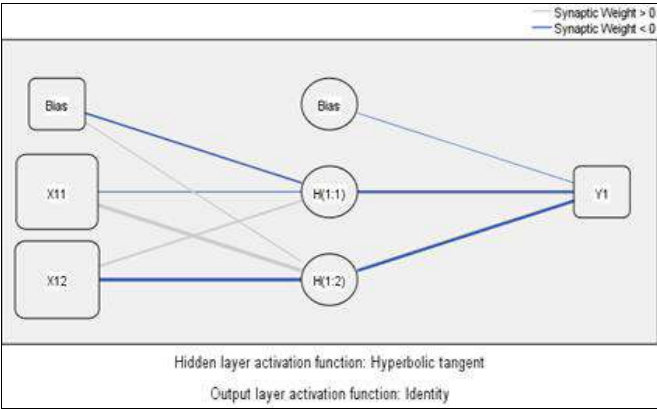 Synaptic Weight > 0
Synaptic Weight < 0
Bias
Bias
X11
H(1:1)
Y1
X12
H(1:2)
Hidden layer activation function: Hyperbolic tangent
Output layer activation function: Identity